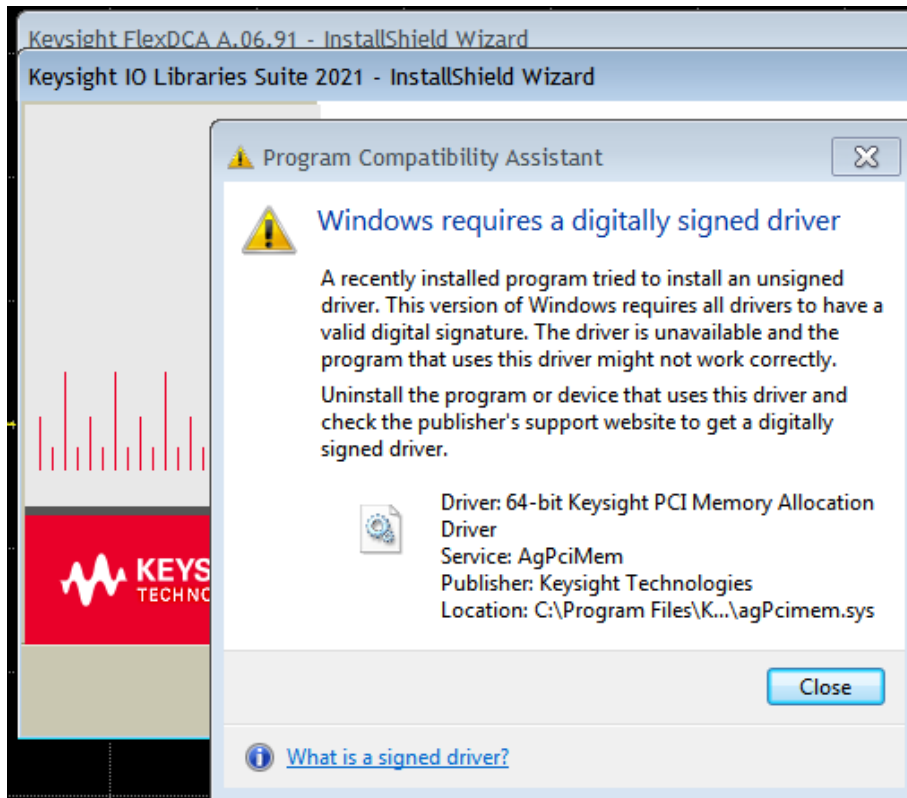 Keysight FlexDCA A.06.91 - InstallShield Wizard
Keysight IO Libraries Suite 2021 - InstallShield Wizard
Program Compatibility Assistant
Windows requires a digitally signed driver
A recently installed program tried to install an unsigned
driver. This version of Windows requires all drivers to have a
valid digital signature. The driver is unavailable and the
program that uses this driver might not work correctly.
Uninstall the program or device that uses this driver and
check the publisher's support website to get a digitally
signed driver.
Driver: 64-bit Keysight PCI Memory Allocation
Driver
Service: AgPciMem
Publisher: Keysight Technologies
Location: C:\Program Files\K...\agPcimem.sys
KEYS
TECHNO
Close
What is a signed driver?